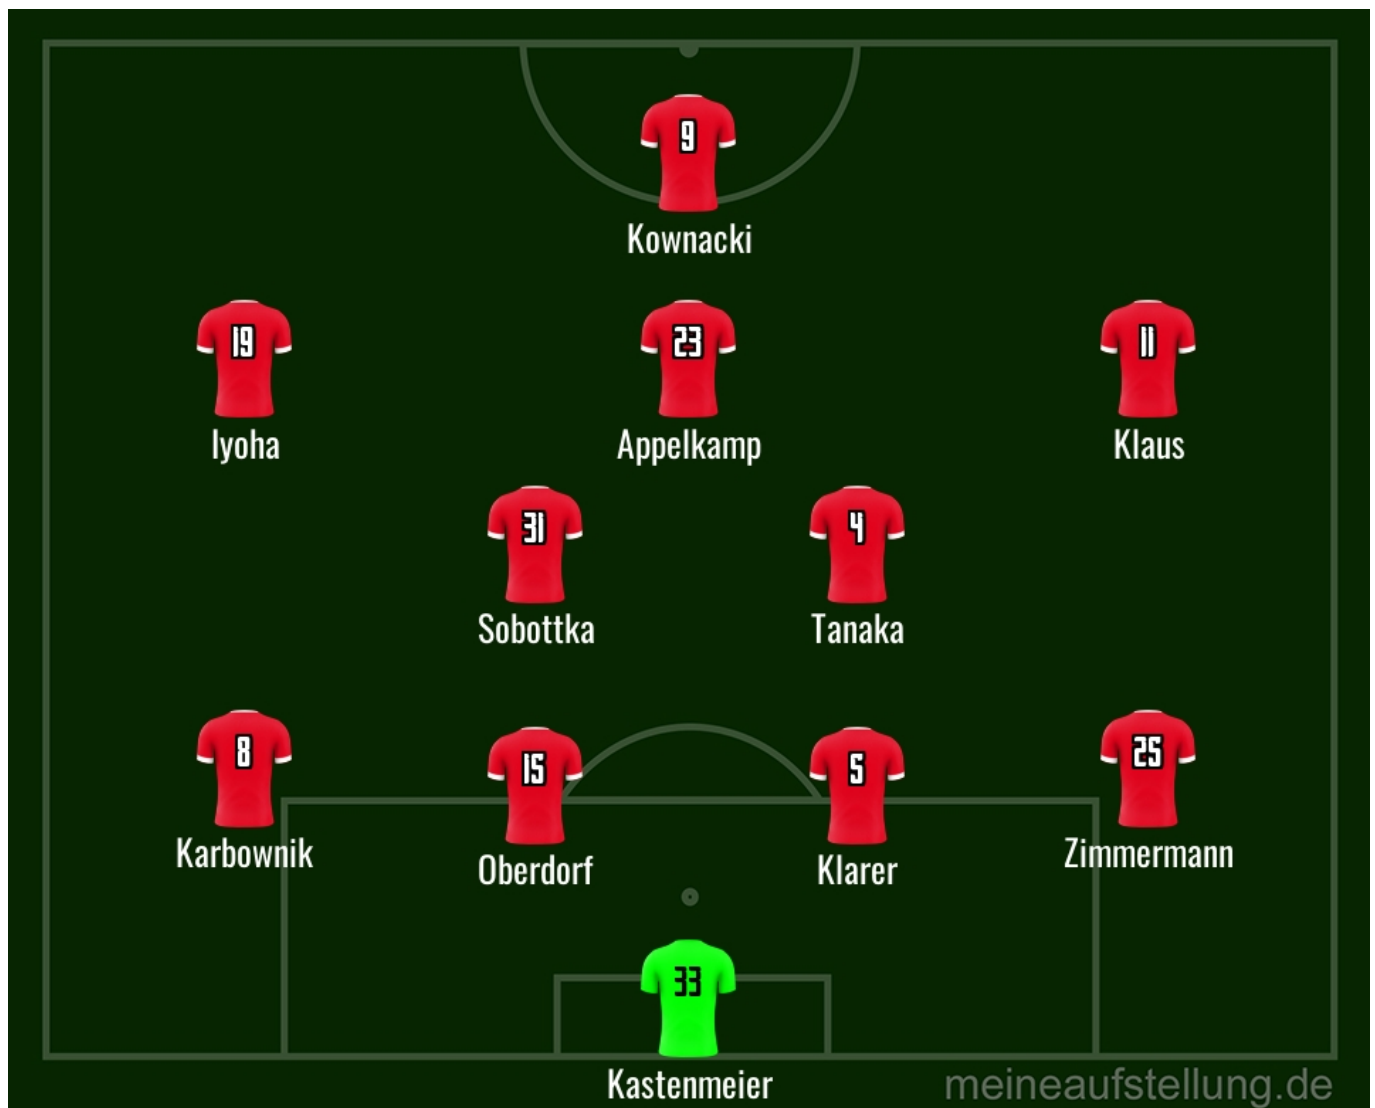 9
Kownacki
19
Iyoha
23
Appelkamp
11
Klaus
31
Sobottka
4
Tanaka
8
Karbownik
15
Oberdorf
5
Klarer
25
Zimmermann
33
Kastenmeier
meineaufstellung.de